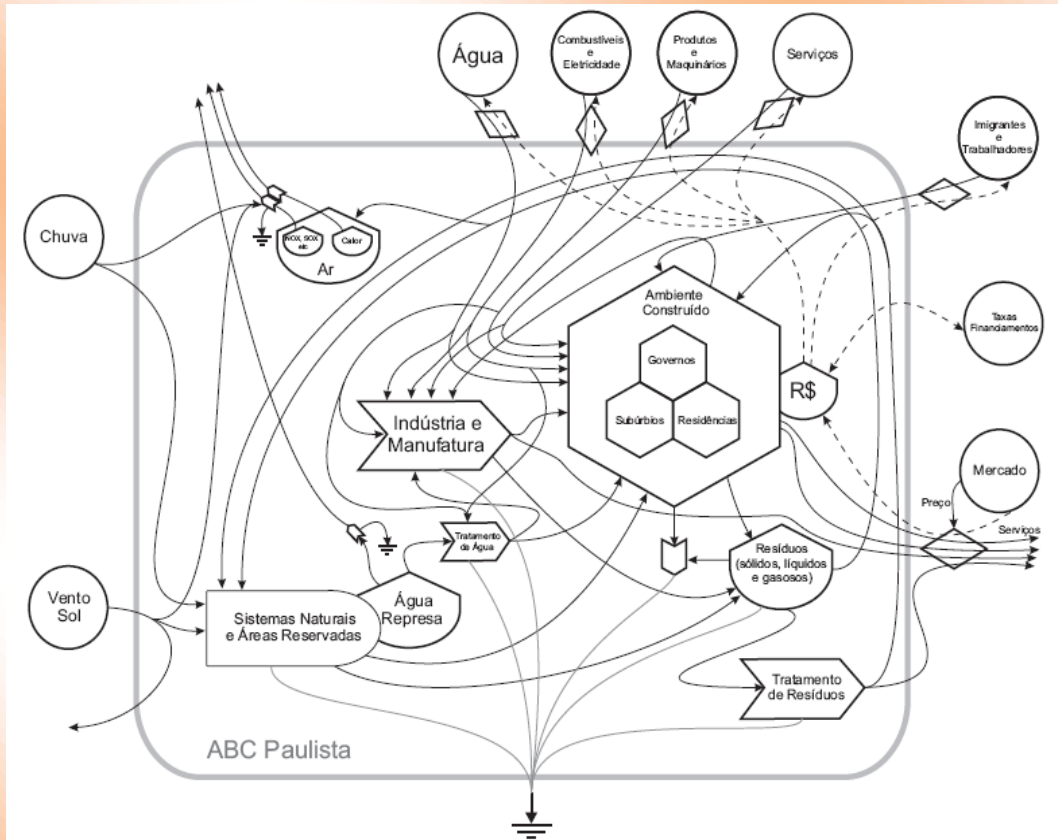 Água
Combustíveis
e
Eletricidade
Produtos
e
Maquinários
Serviços
Imigrantes
e
Trabalhadores
Chuva
NOX, SOX
etc
Calor
Ar
Ambiente
Construído
Governos
Subúrbios
Residências
R$
Taxas
Financiamentos
Indústria e
Manufatura
Mercado
Preço
Serviços
Tratamento
de Água
Resíduos
(sólidos, líquidos
e gasosos)
Vento
Sol
Sistemas Naturais
e Áreas Reservadas
Água
Represa
Tratamento
de Resíduos
ABC Paulista